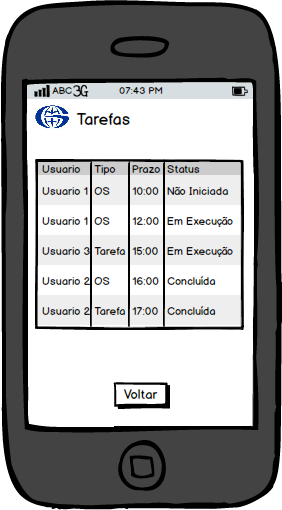 ABC 3G 07:43 PM
Tarefas
Usuario Tipo Prazo Status
Usuario 1 OS 10:00 Não Iniciada
Usuario 1 OS 12:00 Em Execução
Usuario 3 Tarefa 15:00 Em Execução
Usuario 2 OS 16:00 Concluída
Usuario 2 Tarefa 17:00 Concluída
Voltar